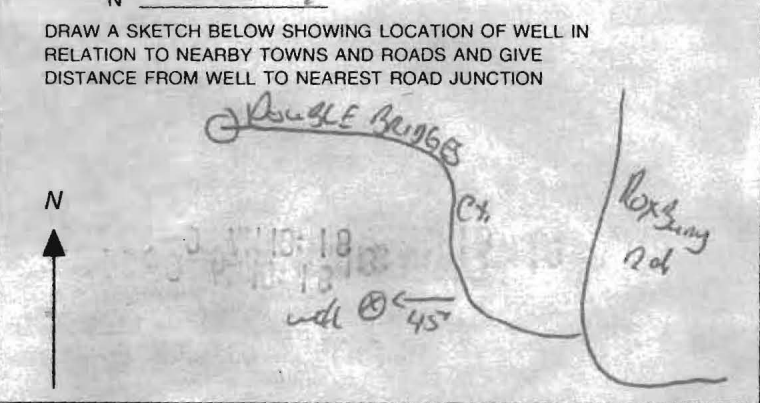 N
DRAW A SKETCH BELOW SHOWING LOCATION OF WELL IN
RELATION TO NEARBY TOWNS AND ROADS AND GIVE
DISTANCE FROM WELL TO NEAREST ROAD JUNCTION
DOUBLE BRIDGES
Ct.
Roxbury
Rd
N
well
45'